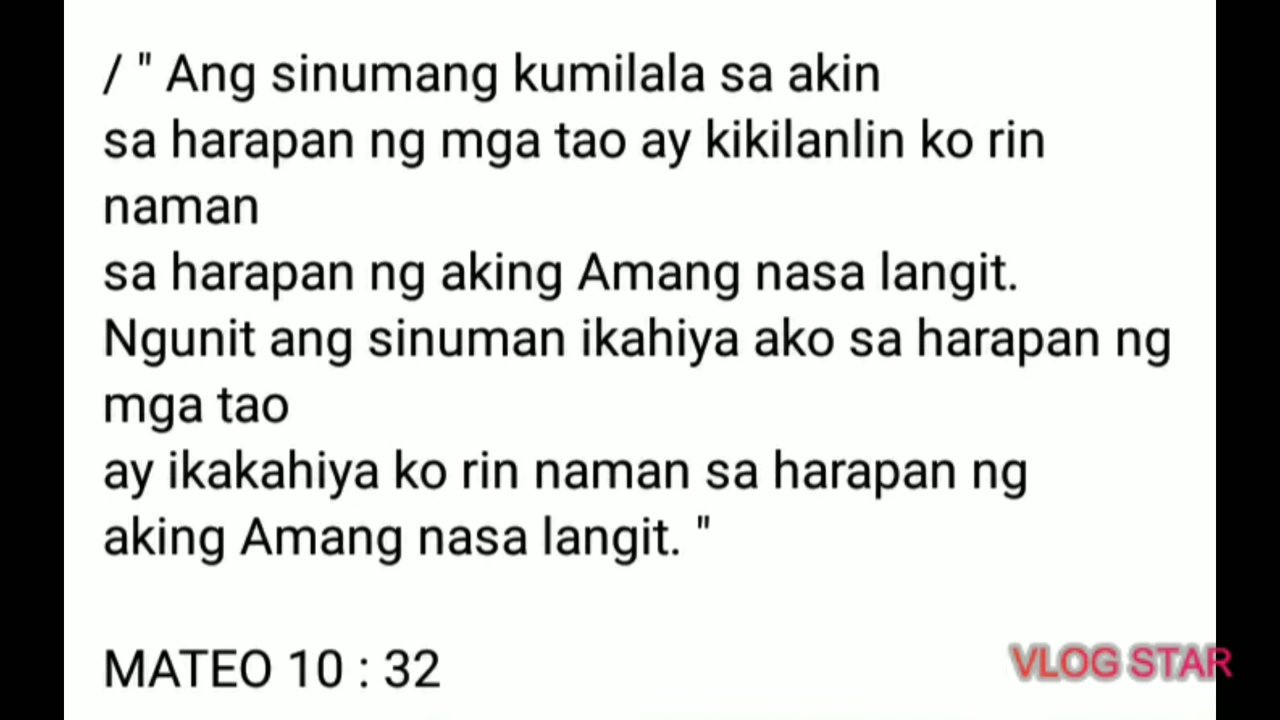 / " Ang sinumang kumilala sa akin
sa harapan ng mga tao ay kikilanlin ko rin
naman
sa harapan ng aking Amang nasa langit.
Ngunit ang sinuman ikahiya ako sa harapan ng
mga tao
ay ikakahiya ko rin naman sa harapan ng
aking Amang nasa langit. "
MATEO 10 : 32
VLOG STAR